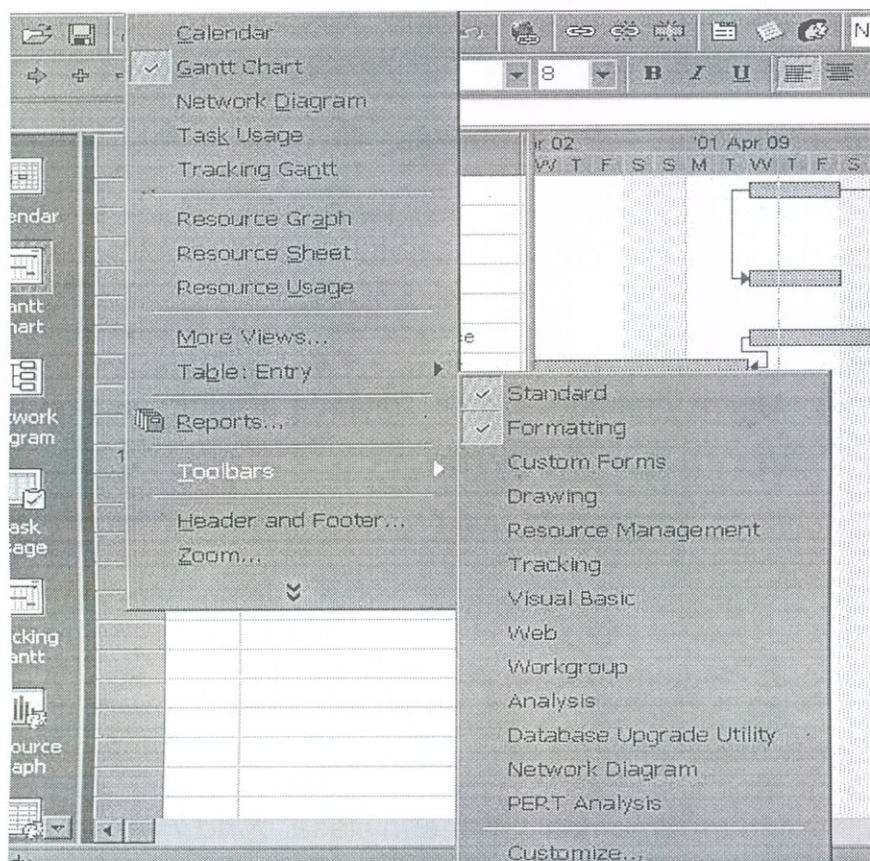 Calendar
Gantt Chart
Network Diagram
Task Usage
Tracking Gantt
Resource Graph
Resource Sheet
Resource Usage
More Views...
Table: Entry
Reports...
Toolbars
Header and Footer...
Zoom...
Standard
Formatting
Custom Forms
Drawing
Resource Management
Tracking
Visual Basic
Web
Workgroup
Analysis
Database Upgrade Utility
Network Diagram
PERT Analysis
Customize...
N
8 B I U
r 02 '01 Apr 09
W T F S S M T W T F S
endar
antt
hart
twork
gram
ask
sage
cking
antt
ource
aph
e
1